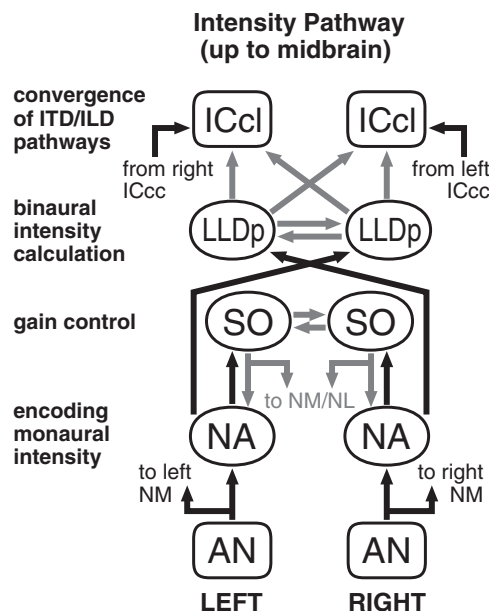 Intensity Pathway
(up to midbrain)
convergence
of ITD/ILD
pathways
ICcl ICcl
from right
ICcc
from left
ICcc
binaural
intensity
calculation
LLDp LLDp
gain control
SO SO
to NM/NL
encoding
monaural
intensity
NA NA
to left
NM
to right
NM
AN AN
LEFT RIGHT